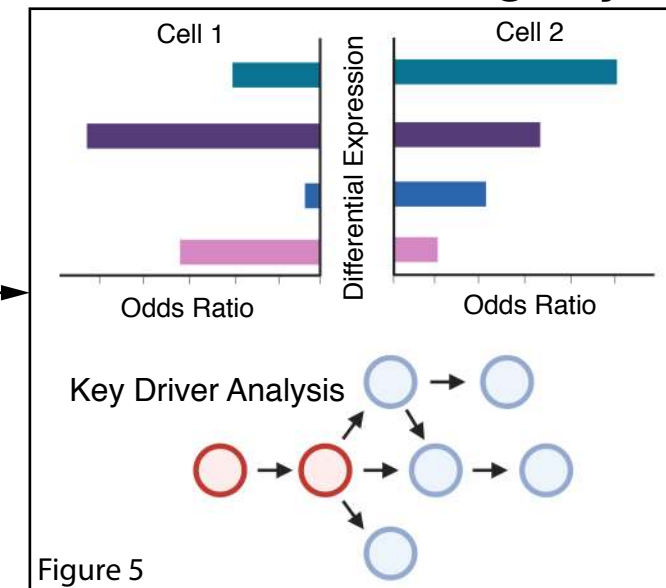 Cell 1
Cell 2
Differential Expression
Odds Ratio
Odds Ratio
Key Driver Analysis
Figure 5